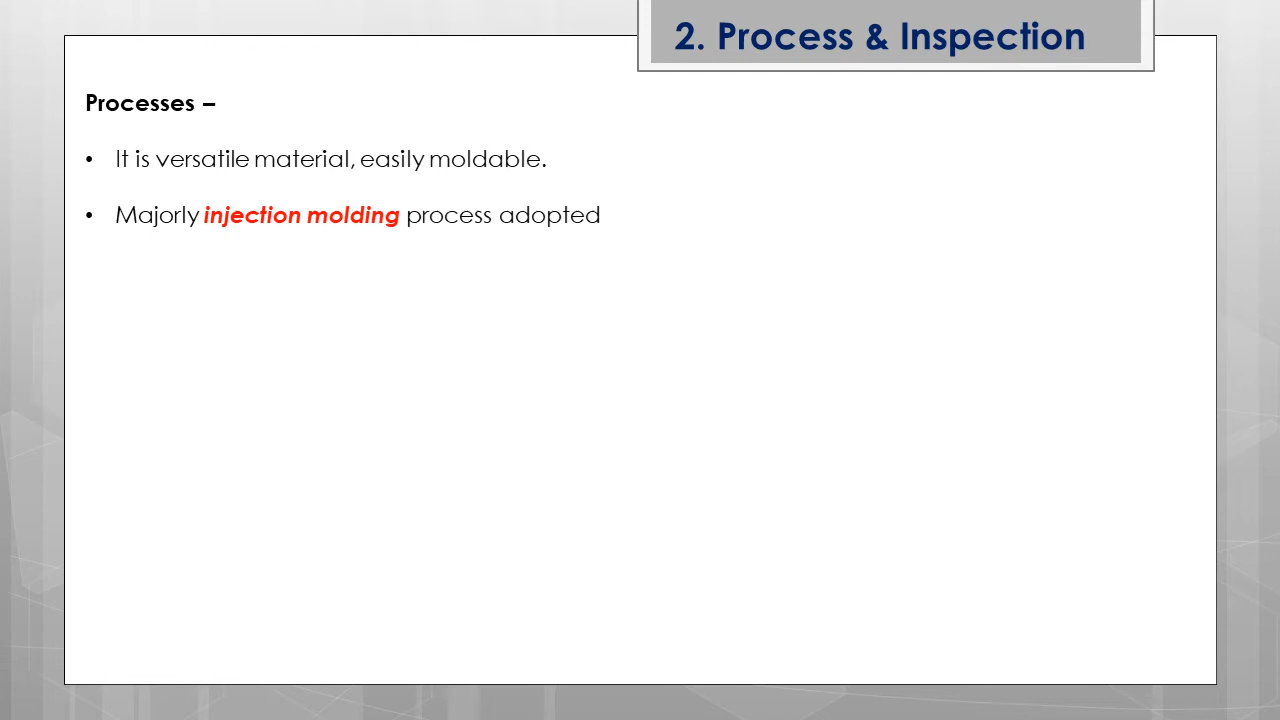 2. Process & Inspection
Processes –
• It is versatile material, easily moldable.
• Majorly injection molding process adopted